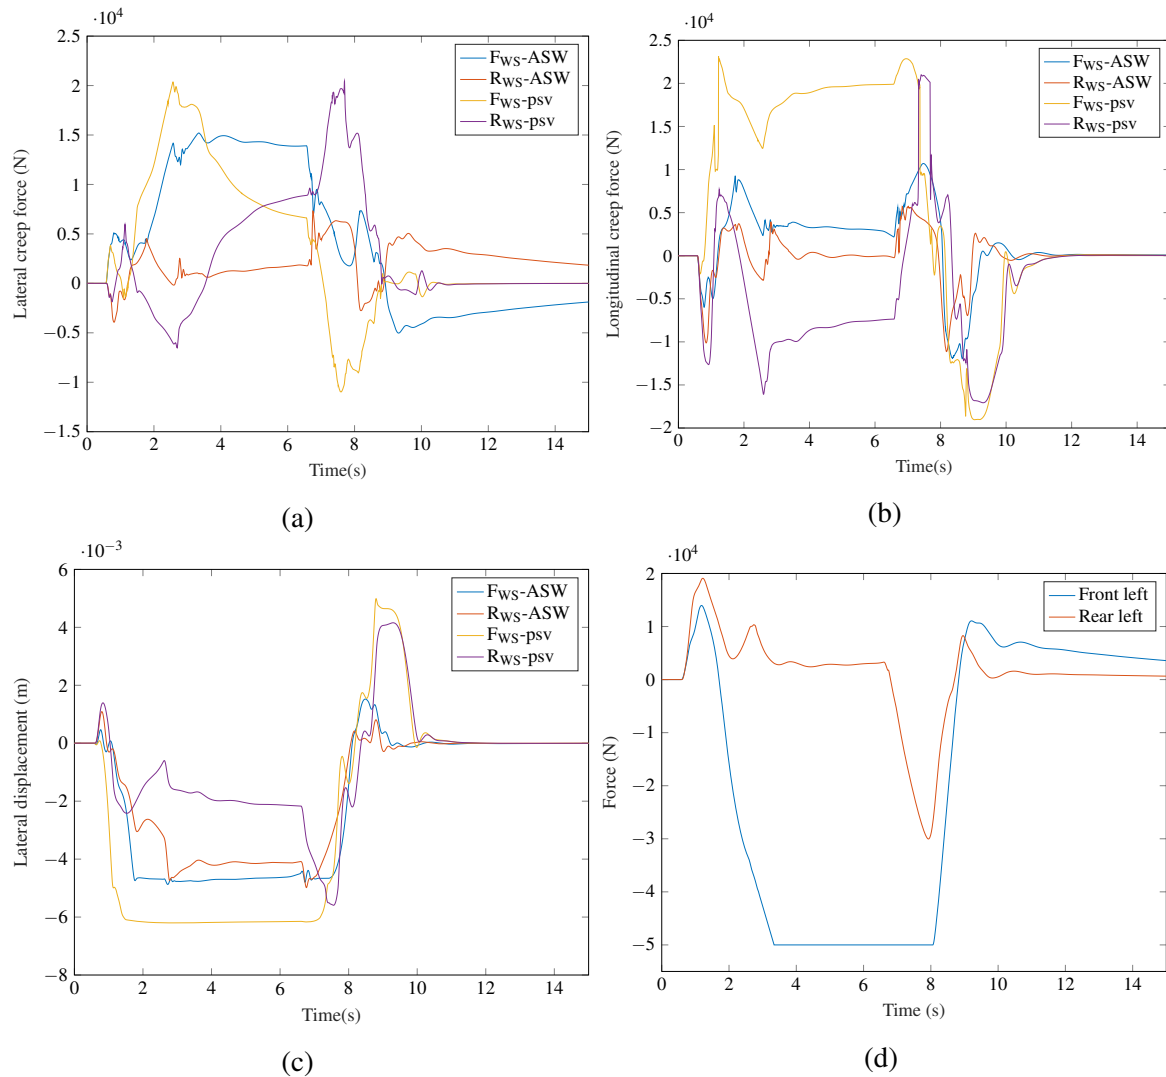 ·10⁴
2.5
2
1.5
1
0.5
0
−0.5
−1
−1.5
0 2 4 6 8 10 12 14
Lateral creep force (N)
Time(s)
F_WS-ASW
R_WS-ASW
F_WS-psv
R_WS-psv
(a)
·10⁴
2.5
2
1.5
1
0.5
0
−0.5
−1
−1.5
−2
0 2 4 6 8 10 12 14
Longitudinal creep force (N)
Time(s)
F_WS-ASW
R_WS-ASW
F_WS-psv
R_WS-psv
(b)
·10⁻³
6
4
2
0
−2
−4
−6
−8
0 2 4 6 8 10 12 14
Lateral displacement (m)
Time(s)
F_WS-ASW
R_WS-ASW
F_WS-psv
R_WS-psv
(c)
·10⁴
2
1
0
−1
−2
−3
−4
−5
0 2 4 6 8 10 12 14
Force (N)
Time (s)
Front left
Rear left
(d)